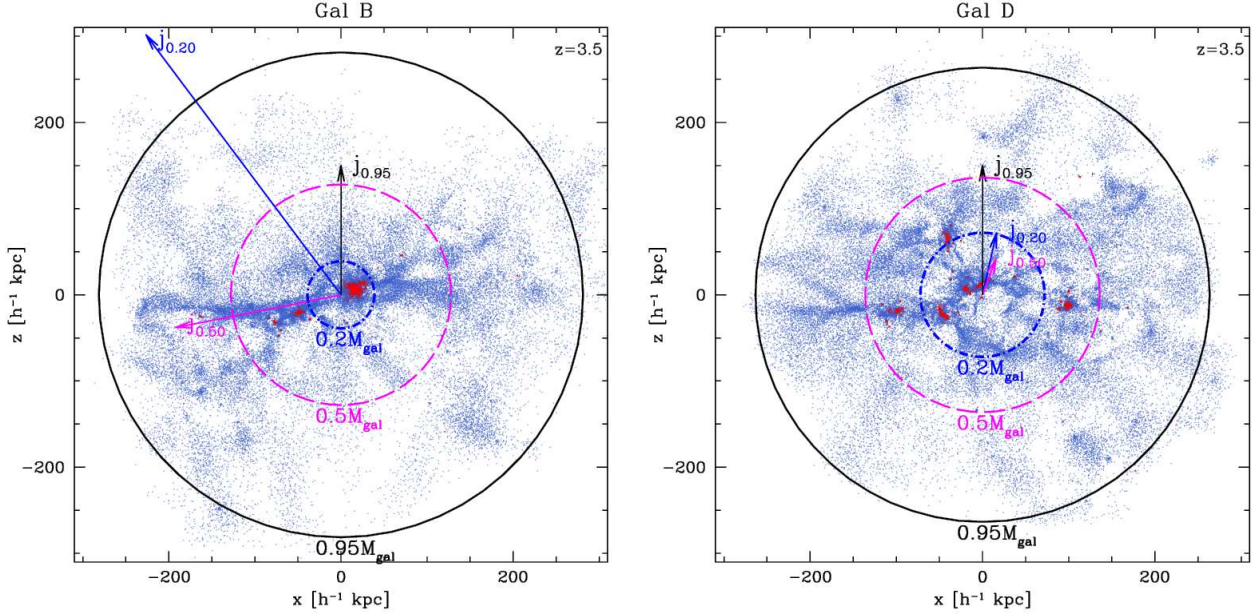 Gal B
j0.20
z=3.5
200
j0.95
z [h⁻¹ kpc]
0
j0.50
0.2Mgal
0.5Mgal
−200
0.95Mgal
−200 0 200
x [h⁻¹ kpc]
Gal D
z=3.5
200
j0.95
j0.20
z [h⁻¹ kpc]
0
j0.50
0.2Mgal
0.5Mgal
−200
0.95Mgal
−200 0 200
x [h⁻¹ kpc]